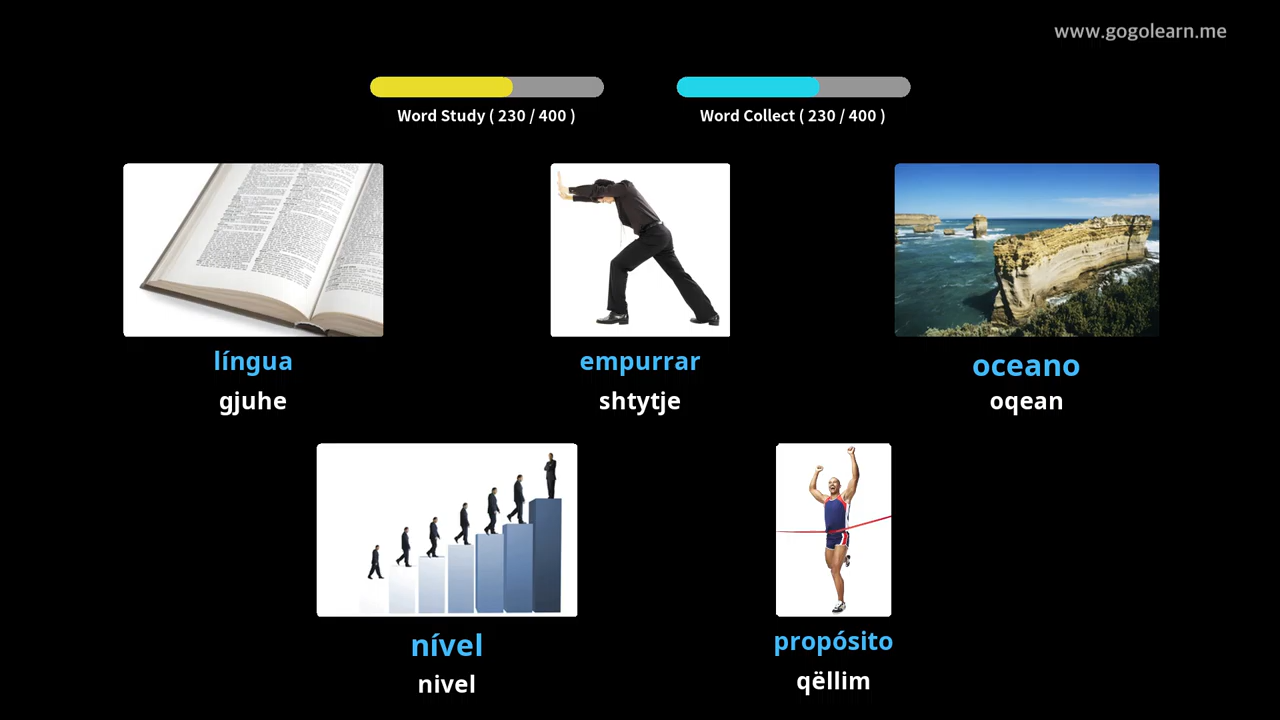 www.gogolearn.me
Word Study ( 230 / 400 )
Word Collect ( 230 / 400 )
língua
gjuhe
empurrar
shtytje
oceano
oqean
nível
nivel
propósito
qëllim